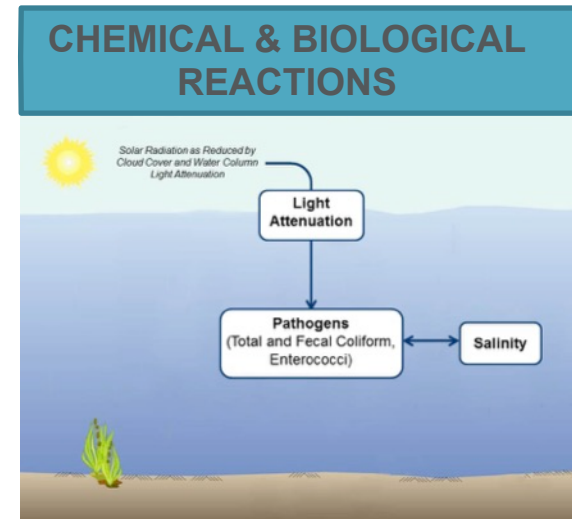 CHEMICAL & BIOLOGICAL
REACTIONS
Solar Radiation as Reduced by
Cloud Cover and Water Column
Light Attenuation
Light
Attenuation
Pathogens
(Total and Fecal Coliform,
Enterococci)
Salinity